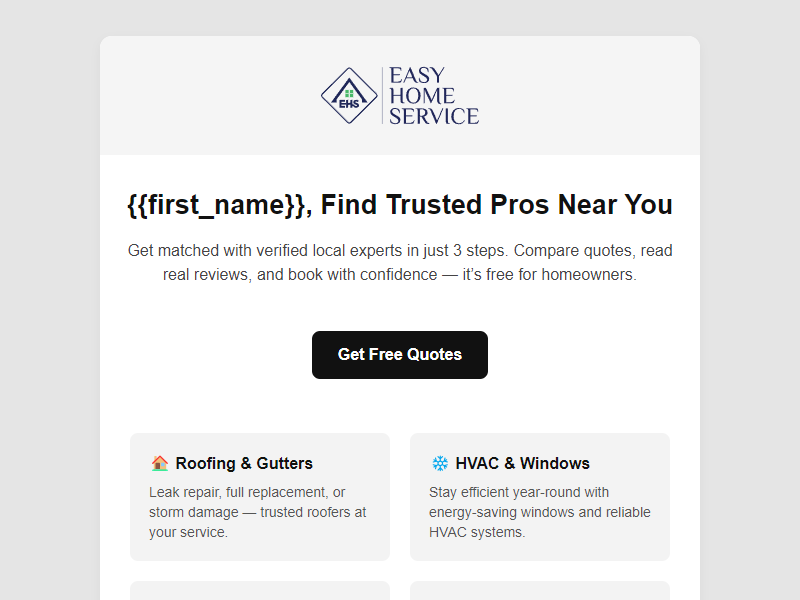 EHS
EASY
HOME
SERVICE
{{first_name}}, Find Trusted Pros Near You
Get matched with verified local experts in just 3 steps. Compare quotes, read
real reviews, and book with confidence — it's free for homeowners.
Get Free Quotes
Roofing & Gutters
Leak repair, full replacement, or
storm damage — trusted roofers at
your service.
HVAC & Windows
Stay efficient year-round with
energy-saving windows and reliable
HVAC systems.